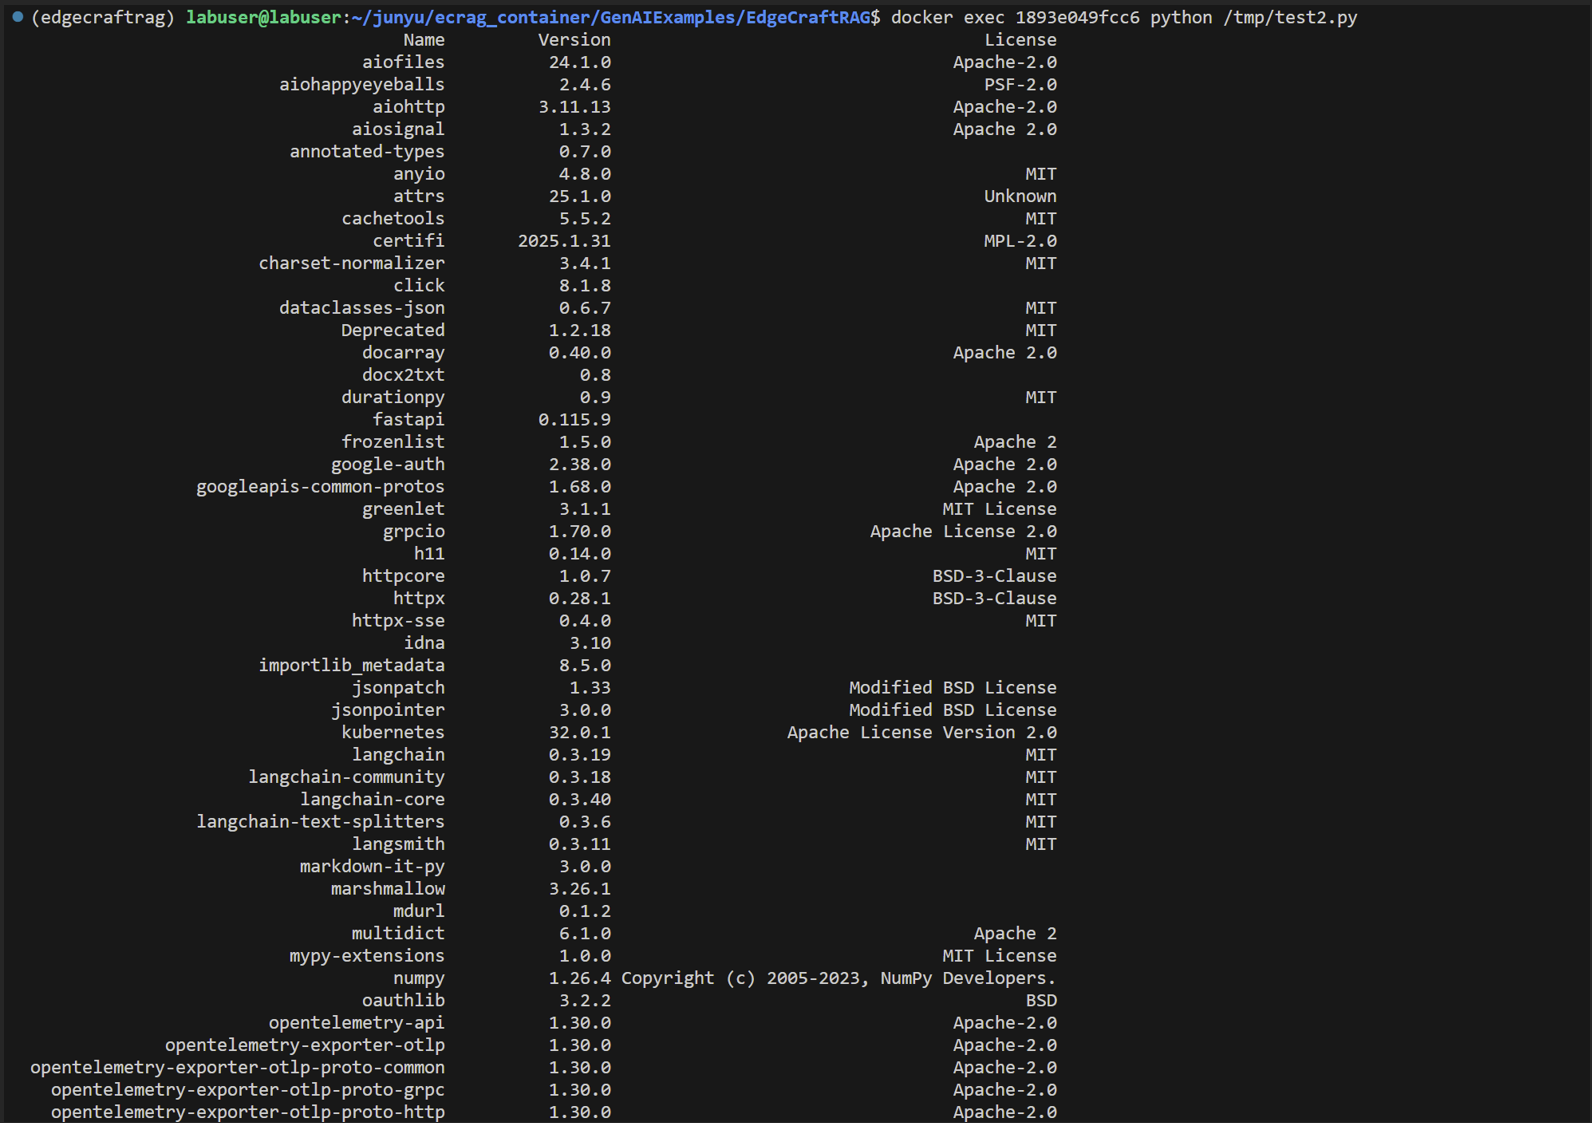 (edgecraftrag) labuser@labuser:~/junyu/ecrag_container/GenAIExamples/EdgeCraftRAG$ docker exec 1893e049fcc6 python /tmp/test2.py
Name Version License
aiofiles 24.1.0 Apache-2.0
aiohappyeyeballs 2.4.6 PSF-2.0
aiohttp 3.11.13 Apache-2.0
aiosignal 1.3.2 Apache 2.0
annotated-types 0.7.0
anyio 4.8.0 MIT
attrs 25.1.0 Unknown
cachetools 5.5.2 MIT
certifi 2025.1.31 MPL-2.0
charset-normalizer 3.4.1 MIT
click 8.1.8
dataclasses-json 0.6.7 MIT
Deprecated 1.2.18 MIT
docarray 0.40.0 Apache 2.0
docx2txt 0.8
durationpy 0.9 MIT
fastapi 0.115.9
frozenlist 1.5.0 Apache 2
google-auth 2.38.0 Apache 2.0
googleapis-common-protos 1.68.0 Apache 2.0
greenlet 3.1.1 MIT License
grpcio 1.70.0 Apache License 2.0
h11 0.14.0 MIT
httpcore 1.0.7 BSD-3-Clause
httpx 0.28.1 BSD-3-Clause
httpx-sse 0.4.0 MIT
idna 3.10
importlib_metadata 8.5.0
jsonpatch 1.33 Modified BSD License
jsonpointer 3.0.0 Modified BSD License
kubernetes 32.0.1 Apache License Version 2.0
langchain 0.3.19 MIT
langchain-community 0.3.18 MIT
langchain-core 0.3.40 MIT
langchain-text-splitters 0.3.6 MIT
langsmith 0.3.11 MIT
markdown-it-py 3.0.0
marshmallow 3.26.1
mdurl 0.1.2
multidict 6.1.0 Apache 2
mypy-extensions 1.0.0 MIT License
numpy 1.26.4 Copyright (c) 2005-2023, NumPy Developers.
oauthlib 3.2.2 BSD
opentelemetry-api 1.30.0 Apache-2.0
opentelemetry-exporter-otlp 1.30.0 Apache-2.0
opentelemetry-exporter-otlp-proto-common 1.30.0 Apache-2.0
opentelemetry-exporter-otlp-proto-grpc 1.30.0 Apache-2.0
opentelemetry-exporter-otlp-proto-http 1.30.0 Apache-2.0